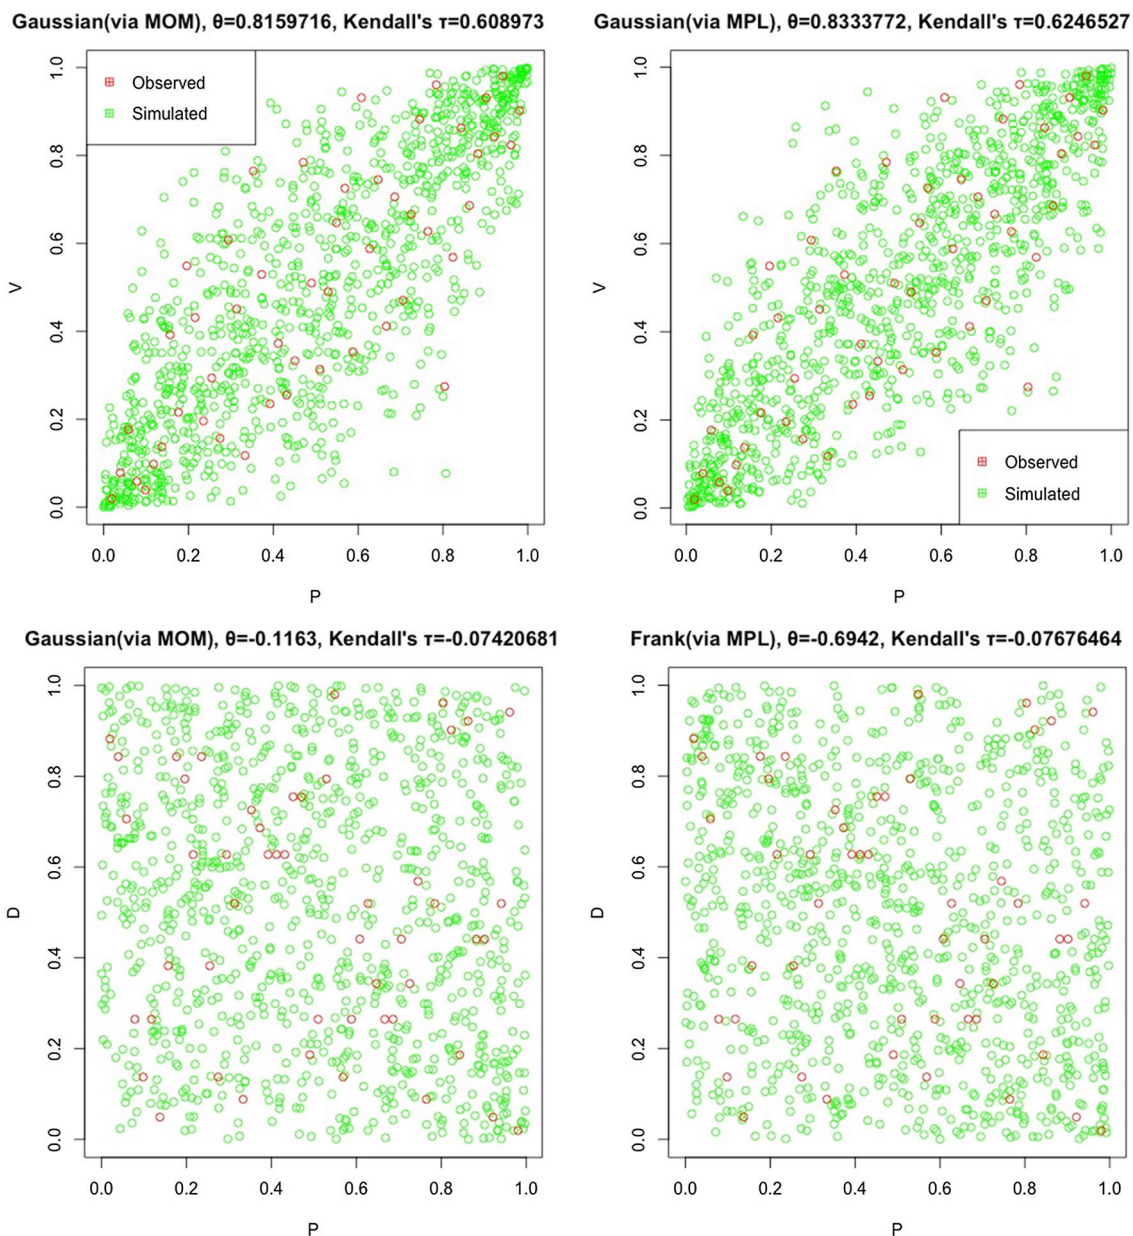 Gaussian(via MOM), θ=0.8159716, Kendall's τ=0.608973
Observed
Simulated
V
0.0 0.2 0.4 0.6 0.8 1.0
0.0 0.2 0.4 0.6 0.8 1.0
P
Gaussian(via MPL), θ=0.8333772, Kendall's τ=0.6246527
V
0.0 0.2 0.4 0.6 0.8 1.0
Observed
Simulated
0.0 0.2 0.4 0.6 0.8 1.0
P
Gaussian(via MOM), θ=-0.1163, Kendall's τ=-0.07420681
D
0.0 0.2 0.4 0.6 0.8 1.0
0.0 0.2 0.4 0.6 0.8 1.0
P
Frank(via MPL), θ=-0.6942, Kendall's τ=-0.07676464
D
0.0 0.2 0.4 0.6 0.8 1.0
0.0 0.2 0.4 0.6 0.8 1.0
P